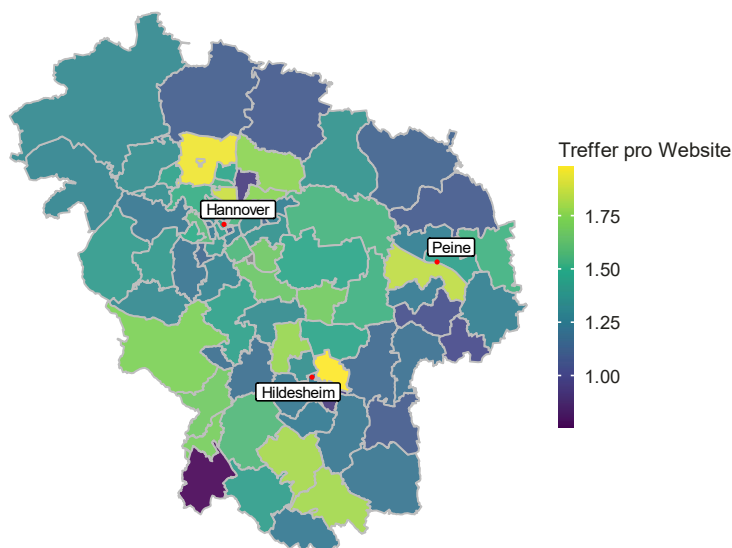 Treffer pro Website
1.75
1.50
1.25
1.00
Hannover
Peine
Hildesheim